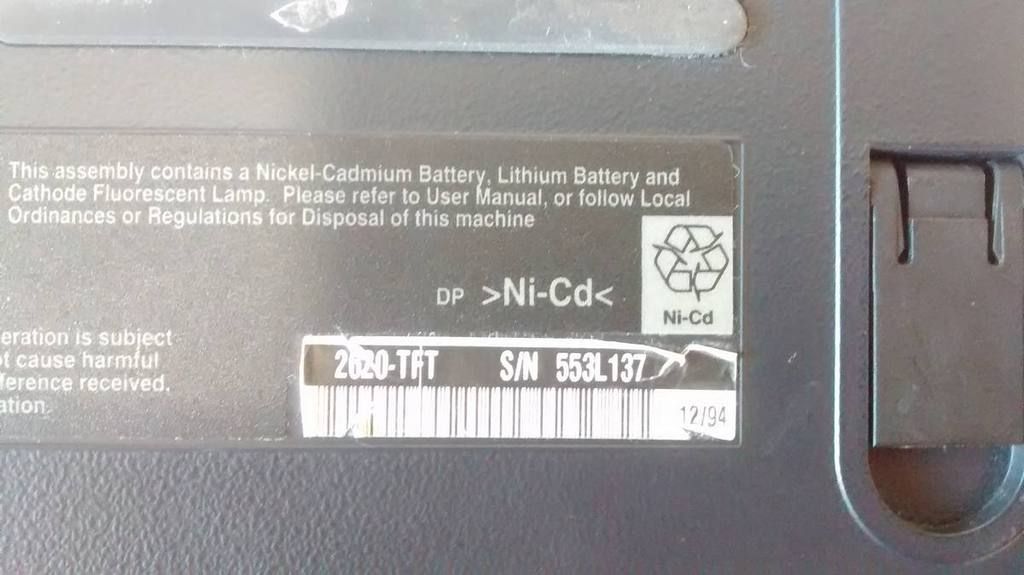 This assembly contains a Nickel-Cadmium Battery, Lithium Battery and
Cathode Fluorescent Lamp. Please refer to User Manual, or follow Local
Ordinances or Regulations for Disposal of this machine
DP >Ni-Cd<
Ni-Cd
eration is subject
ot cause harmful
ference received,
ation.
2620-TFT S/N 553L137
12/94